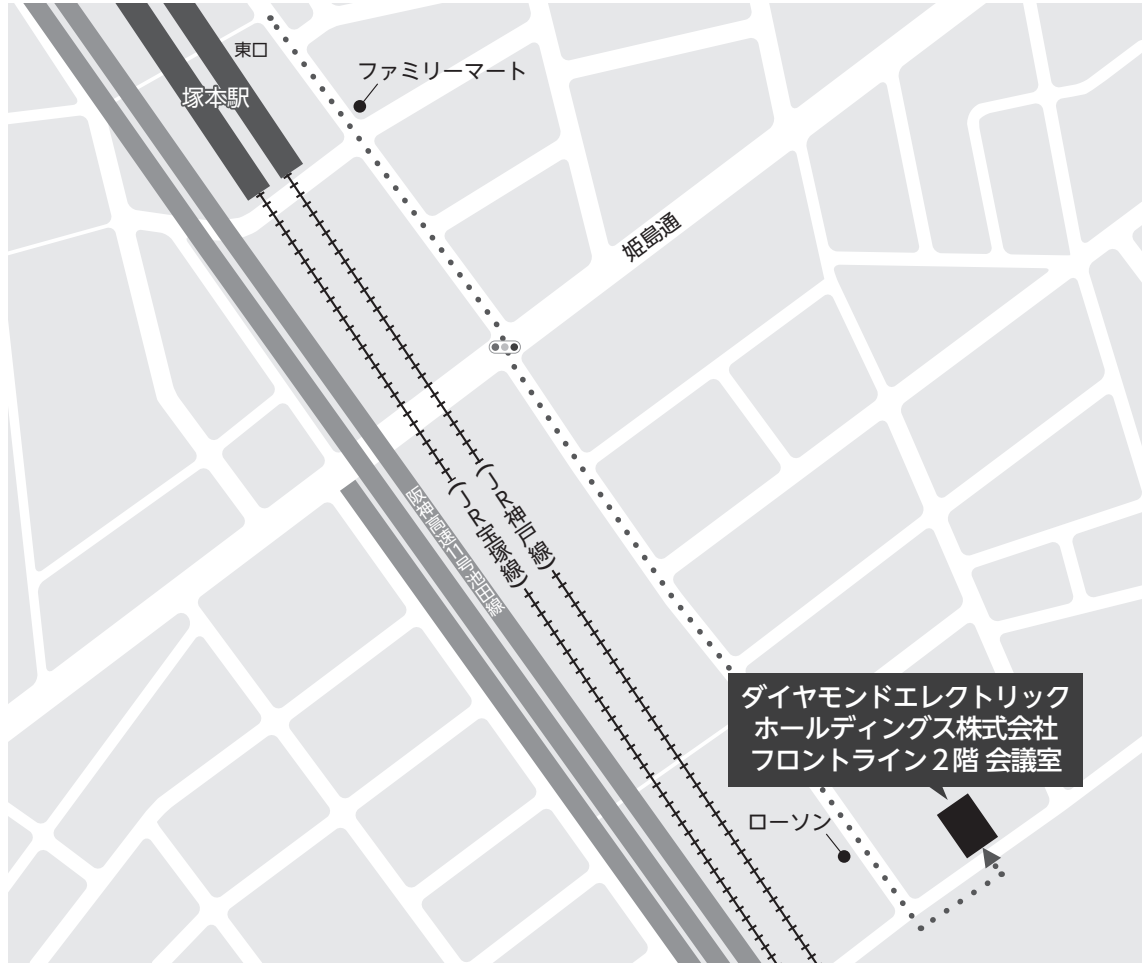 東口
ファミリーマート
塚本駅
姫島通
(JR神戸線)
(JR宝塚線)
阪神高速11号池田線
ダイヤモンドエレクトリック
ホールディングス株式会社
フロントライン2階 会議室
ローソン